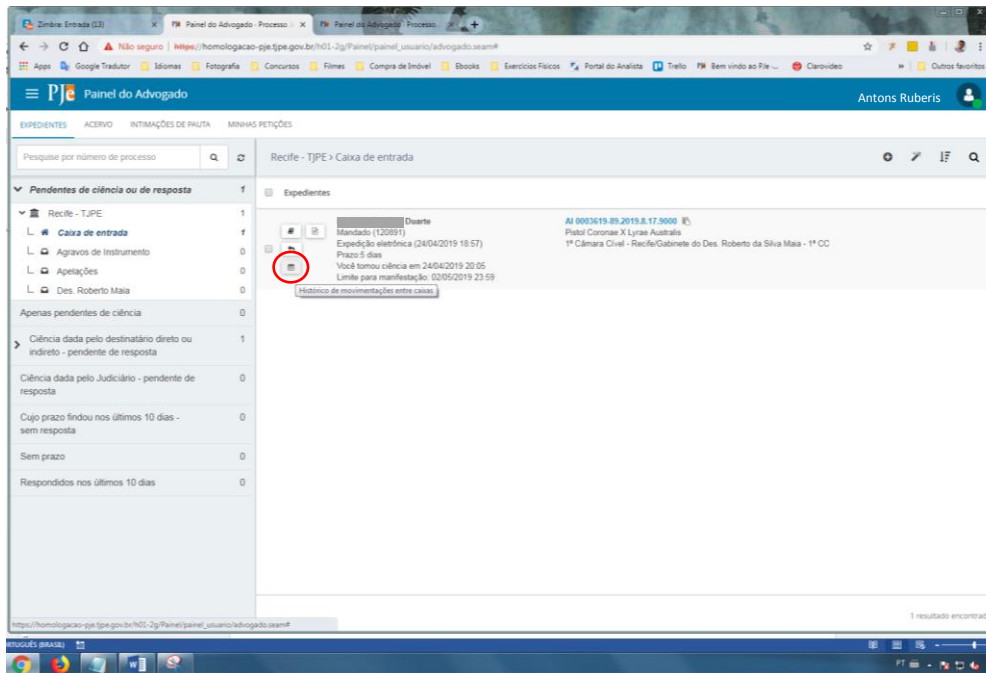 Zimbra: Entrada (13)
Painel do Advogado · Processo J
Painel do Advogado · Processo
Não seguro | https://homologacao-pje.tjpe.gov.br/h01-2g/Painel/painel_usuario/advogado.seam#
Apps Google Tradutor Idiomas Fotografia Concursos Filmes Compra de Imóvel Ebooks Exercícios Físicos Portal do Analista Trello Bem vindo ao PJe -... Clarovideo » Outros favoritos
PJe Painel do Advogado
Antons Ruberis
EXPEDIENTES ACERVO INTIMAÇÕES DE PAUTA MINHAS PETIÇÕES
Pesquise por número de processo
Recife - TJPE > Caixa de entrada
Pendentes de ciência ou de resposta 1
Expedientes
Recife - TJPE 1
Caixa de entrada 1
Agravos de Instrumento 0
Apelações 0
Des. Roberto Maia 0
Apenas pendentes de ciência 0
Ciência dada pelo destinatário direto ou 1
indireto - pendente de resposta
Ciência dada pelo Judiciário - pendente de 0
resposta
Cujo prazo findou nos últimos 10 dias - 0
sem resposta
Sem prazo 0
Respondidos nos últimos 10 dias 0
Duarte
Mandado (120891)
Expedição eletrônica (24/04/2019 18:57)
Prazo:5 dias
Você tomou ciência em 24/04/2019 20:05
Limite para manifestação: 02/05/2019 23:59
Histórico de movimentações entre caixas
AI 0003619-89.2019.8.17.9000
Pistol Coronae X Lyrae Australis
1ª Câmara Cível - Recife/Gabinete do Des. Roberto da Silva Maia - 1ª CC
1 resultado encontrad
https://homologacao-pje.tjpe.gov.br/h01-2g/Painel/painel_usuario/advogado.seam#
RTUGUÊS (BRASIL)
PT